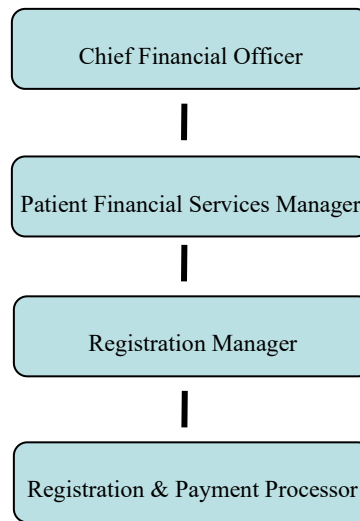 Chief Financial Officer
Patient Financial Services Manager
Registration Manager
Registration & Payment Processor